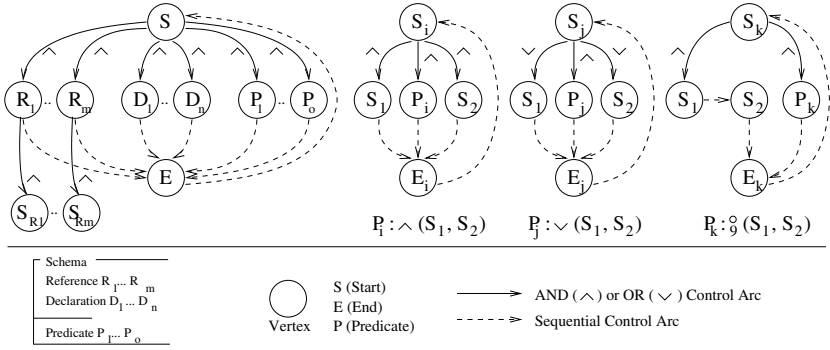 S S_i S_j S_k
∧ ∧ ∧ ∧ ∧ ∧ ∧ ∧ ∧ ∨ ∧ ∨ ∧ ∧
R_1 .. R_m D_1 .. D_n P_1 .. P_o S_1 P_i S_2 S_1 P_j S_2 S_1 S_2 P_k
E E_i E_j E_k
∧ ∧
S_R1 .. S_Rm
P_i : ∧ (S_1, S_2) P_j : ∨ (S_1, S_2) P_k : ⨟ (S_1, S_2)
Schema
Reference R_1 ... R_m
Declaration D_1 ... D_n
Predicate P_1 ... P_o
Vertex
S (Start)
E (End)
P (Predicate)
AND ( ∧ ) or OR ( ∨ ) Control Arc
Sequential Control Arc